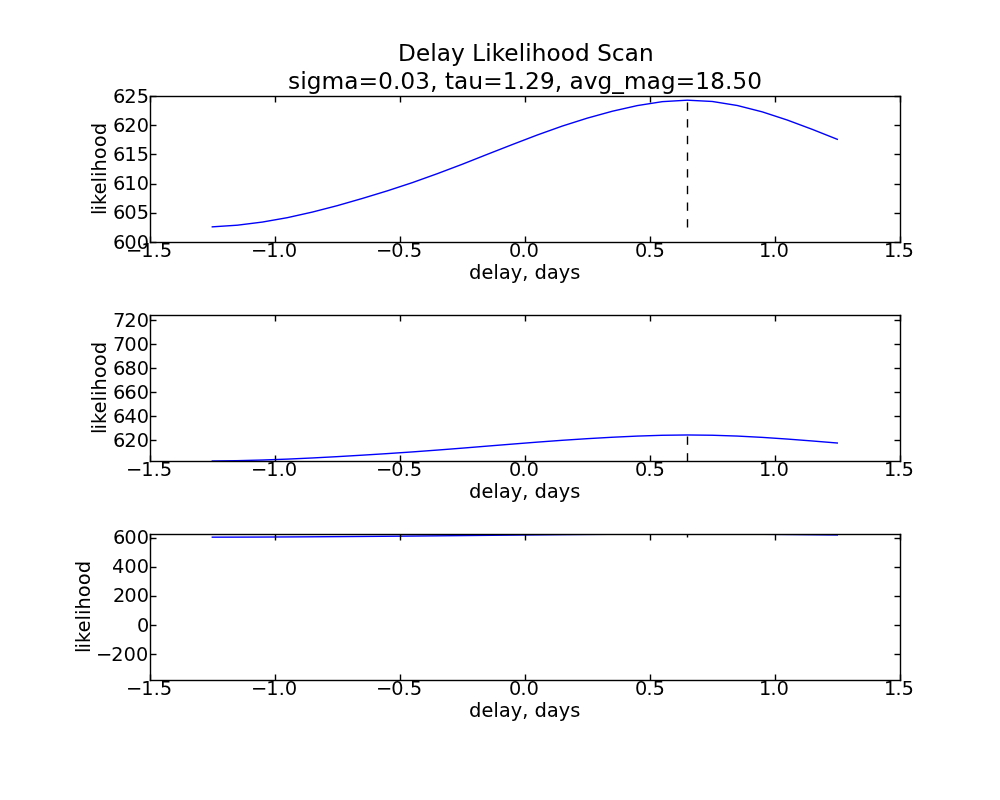 Delay Likelihood Scan
sigma=0.03, tau=1.29, avg_mag=18.50
625
620
615
610
605
600
likelihood
−1.5 −1.0 −0.5 0.0 0.5 1.0 1.5
delay, days
720
700
680
660
640
620
likelihood
−1.5 −1.0 −0.5 0.0 0.5 1.0 1.5
delay, days
600
400
200
0
−200
likelihood
−1.5 −1.0 −0.5 0.0 0.5 1.0 1.5
delay, days